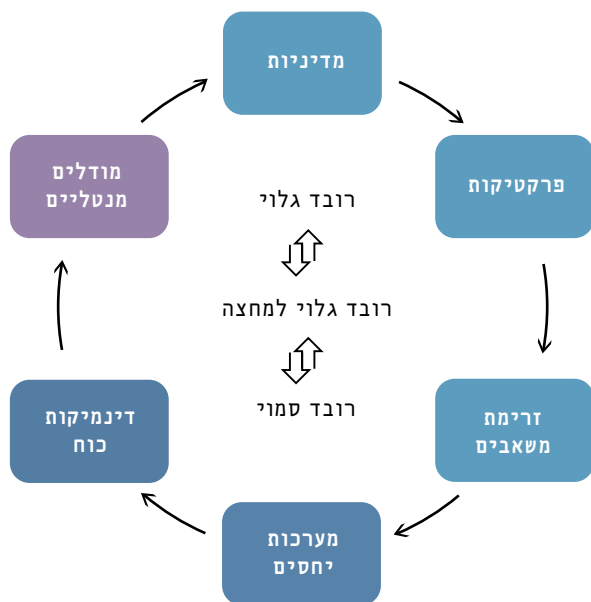 מדיניות
פרקטיקות
זרימת
משאבים
מערכות
יחסים
דינמיקות
כוח
מודלים
מנטליים
רובד גלוי
רובד גלוי למחצה
רובד סמוי